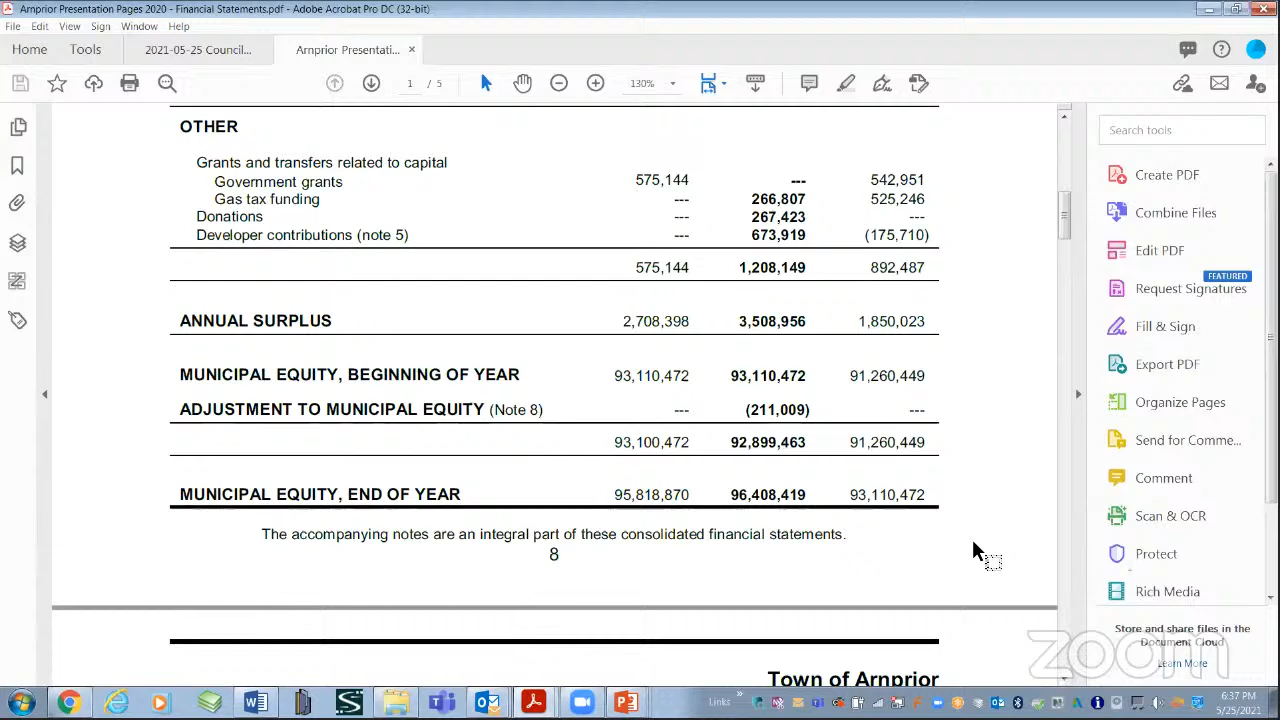 Arnprior Presentation Pages 2020 - Financial Statements.pdf - Adobe Acrobat Pro DC (32-bit)
File Edit View Sign Window Help
Home Tools 2021-05-25 Council... Arnprior Presentati... ×
1 / 5 130%
OTHER
Grants and transfers related to capital
Government grants 575,144 --- 542,951
Gas tax funding --- 266,807 525,246
Donations --- 267,423 ---
Developer contributions (note 5) --- 673,919 (175,710)
575,144 1,208,149 892,487
ANNUAL SURPLUS 2,708,398 3,508,956 1,850,023
MUNICIPAL EQUITY, BEGINNING OF YEAR 93,110,472 93,110,472 91,260,449
ADJUSTMENT TO MUNICIPAL EQUITY (Note 8) --- (211,009) ---
93,100,472 92,899,463 91,260,449
MUNICIPAL EQUITY, END OF YEAR 95,818,870 96,408,419 93,110,472
The accompanying notes are an integral part of these consolidated financial statements.
8
Town of Arnprior
Search tools
Create PDF
Combine Files
Edit PDF
FEATURED
Request Signatures
Fill & Sign
Export PDF
Organize Pages
Send for Comme...
Comment
Scan & OCR
Protect
Rich Media
Store and share files in the
Document Cloud
Learn More
zoom
Links » 6:37 PM
5/25/2021